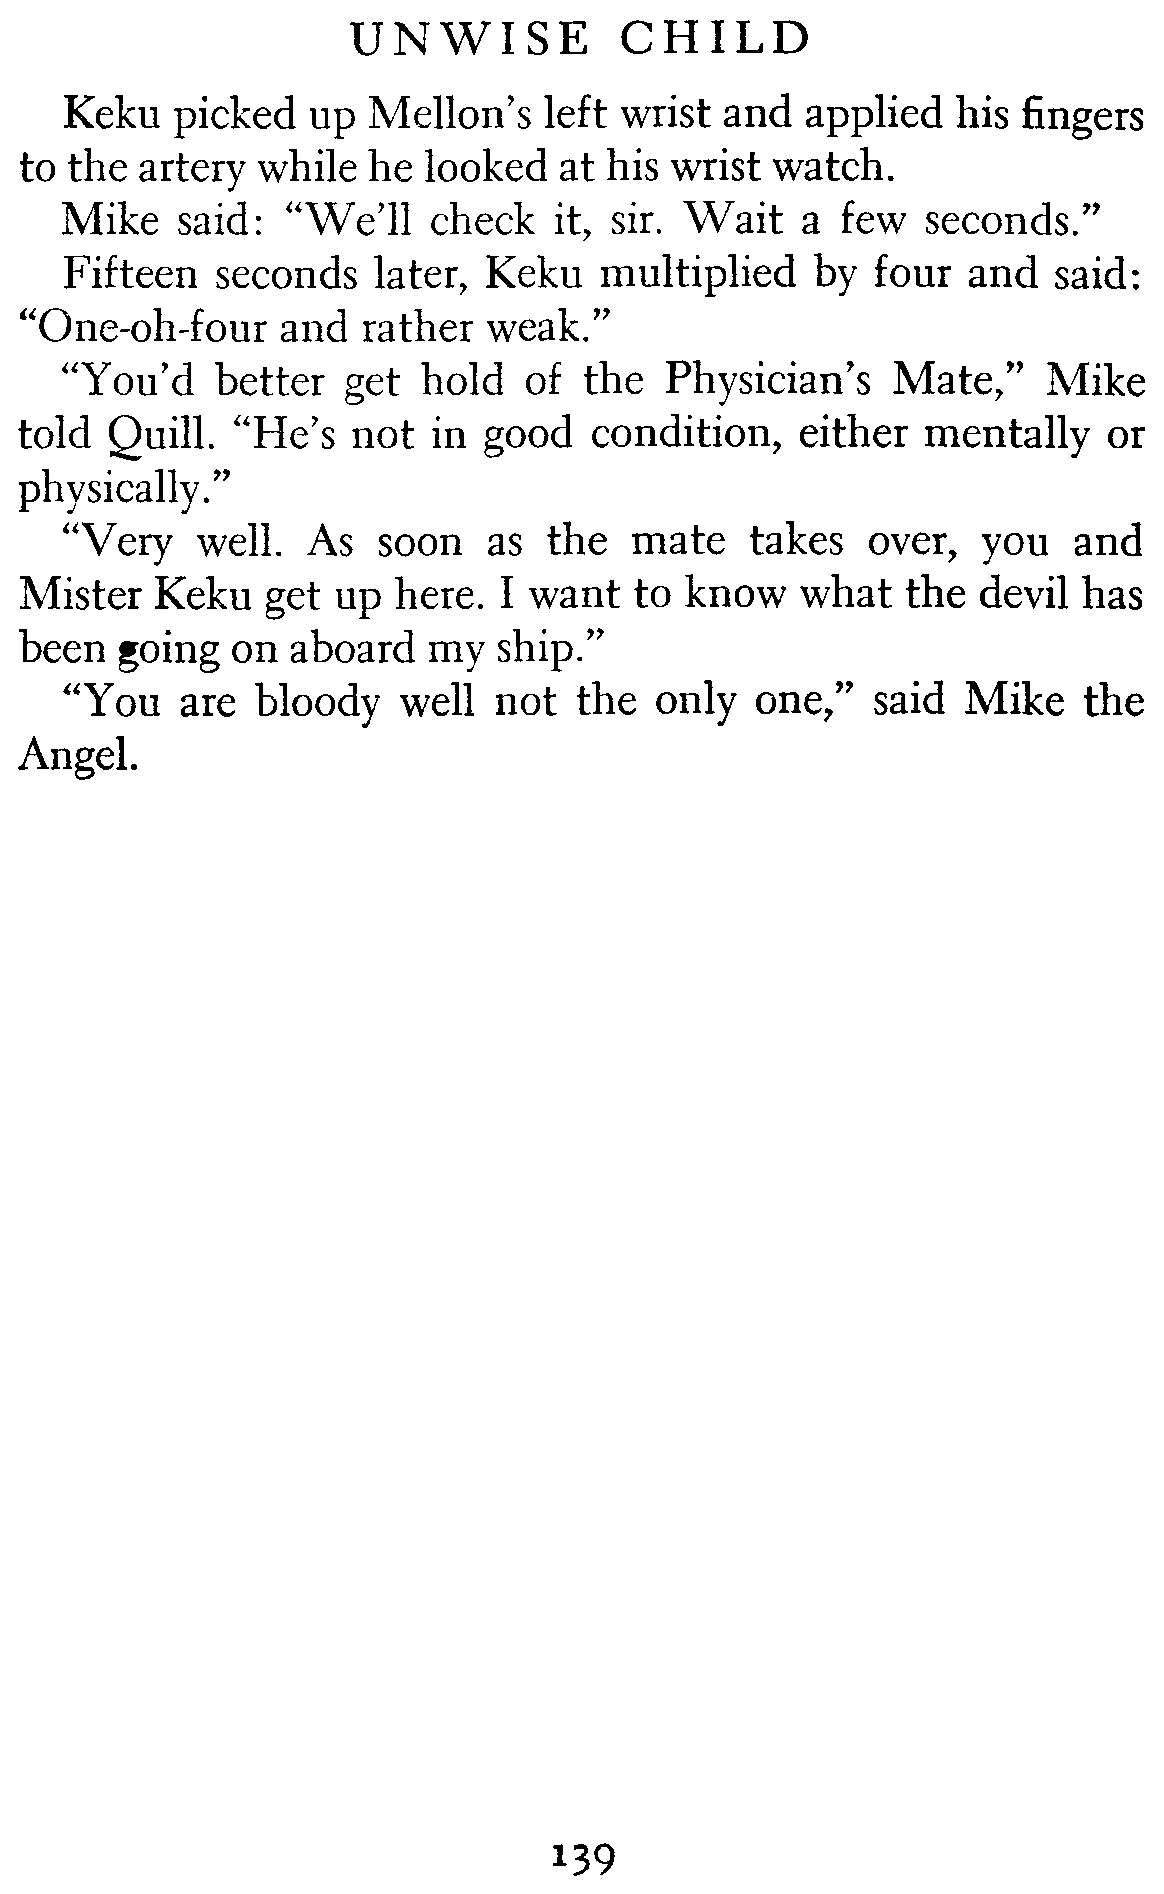 UNWISE CHILD
Keku picked up Mellon's left wrist and applied his fingers
to the artery while he looked at his wrist watch.
Mike said: “We'll check it, sir. Wait a few seconds.”
Fifteen seconds later, Keku multiplied by four and said:
“One-oh-four and rather weak.”
“You'd better get hold of the Physician's Mate,” Mike
told Quill. “He's not in good condition, either mentally or
physically.”
“Very well. As soon as the mate takes over, you and
Mister Keku get up here. I want to know what the devil has
been going on aboard my ship.”
“You are bloody well not the only one,” said Mike the
Angel.
139